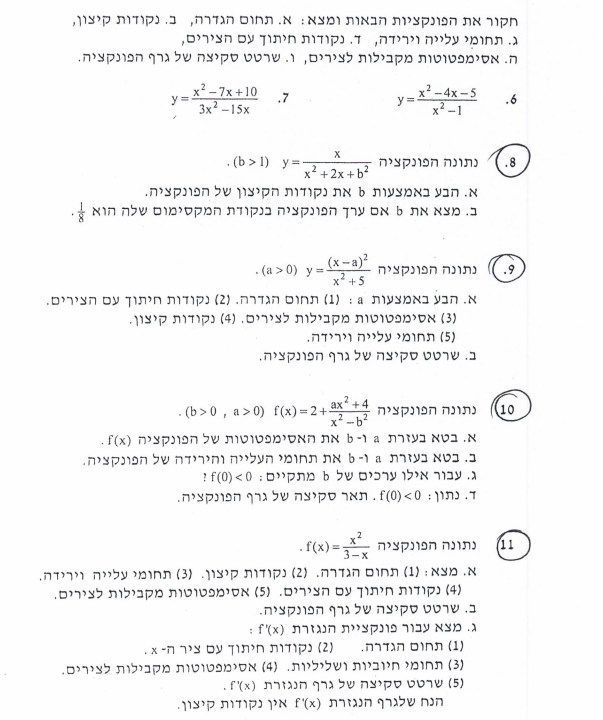 חקור את הפונקציות הבאות ומצא: א. תחום הגדרה, ב. נקודות קיצון,
ג. תחומי עלייה וירידה, ד. נקודות חיתוך עם הצירים,
ה. אסימפטוטות מקבילות לצירים, ו. שרטט סקיצה של גרף הפונקציה.
6. y = (x² − 4x − 5)/(x² − 1)   7. y = (x² − 7x + 10)/(3x² − 15x)
8. נתונה הפונקציה y = x/(x² + 2x + b²) (b > 1).
א. הבע באמצעות b את נקודות הקיצון של הפונקציה.
ב. מצא את b אם ערך הפונקציה בנקודת המקסימום שלה הוא 1/8.
9. נתונה הפונקציה y = (x − a)²/(x² + 5) (a > 0).
א. הבע באמצעות a: (1) תחום הגדרה. (2) נקודות חיתוך עם הצירים.
(3) אסימפטוטות מקבילות לצירים. (4) נקודות קיצון.
(5) תחומי עלייה וירידה.
ב. שרטט סקיצה של גרף הפונקציה.
10 נתונה הפונקציה f(x) = 2 + (ax² + 4)/(x² − b²) (b > 0 , a > 0).
א. בטא בעזרת a ו- b את האסימפטוטות של הפונקציה f(x).
ב. בטא בעזרת a ו- b את תחומי העלייה והירידה של הפונקציה.
ג. עבור אילו ערכים של b מתקיים: f(0) < 0 ?
ד. נתון: f(0) < 0. תאר סקיצה של גרף הפונקציה.
11 נתונה הפונקציה f(x) = x²/(3 − x).
א. מצא: (1) תחום הגדרה. (2) נקודות קיצון. (3) תחומי עלייה וירידה.
(4) נקודות חיתוך עם הצירים. (5) אסימפטוטות מקבילות לצירים.
ב. שרטט סקיצה של גרף הפונקציה.
ג. מצא עבור פונקציית הנגזרת f'(x):
(1) תחום הגדרה. (2) נקודות חיתוך עם ציר ה- x.
(3) תחומי חיוביות ושליליות. (4) אסימפטוטות מקבילות לצירים.
(5) שרטט סקיצה של גרף הנגזרת f'(x).
הנח שלגרף הנגזרת f'(x) אין נקודות קיצון.